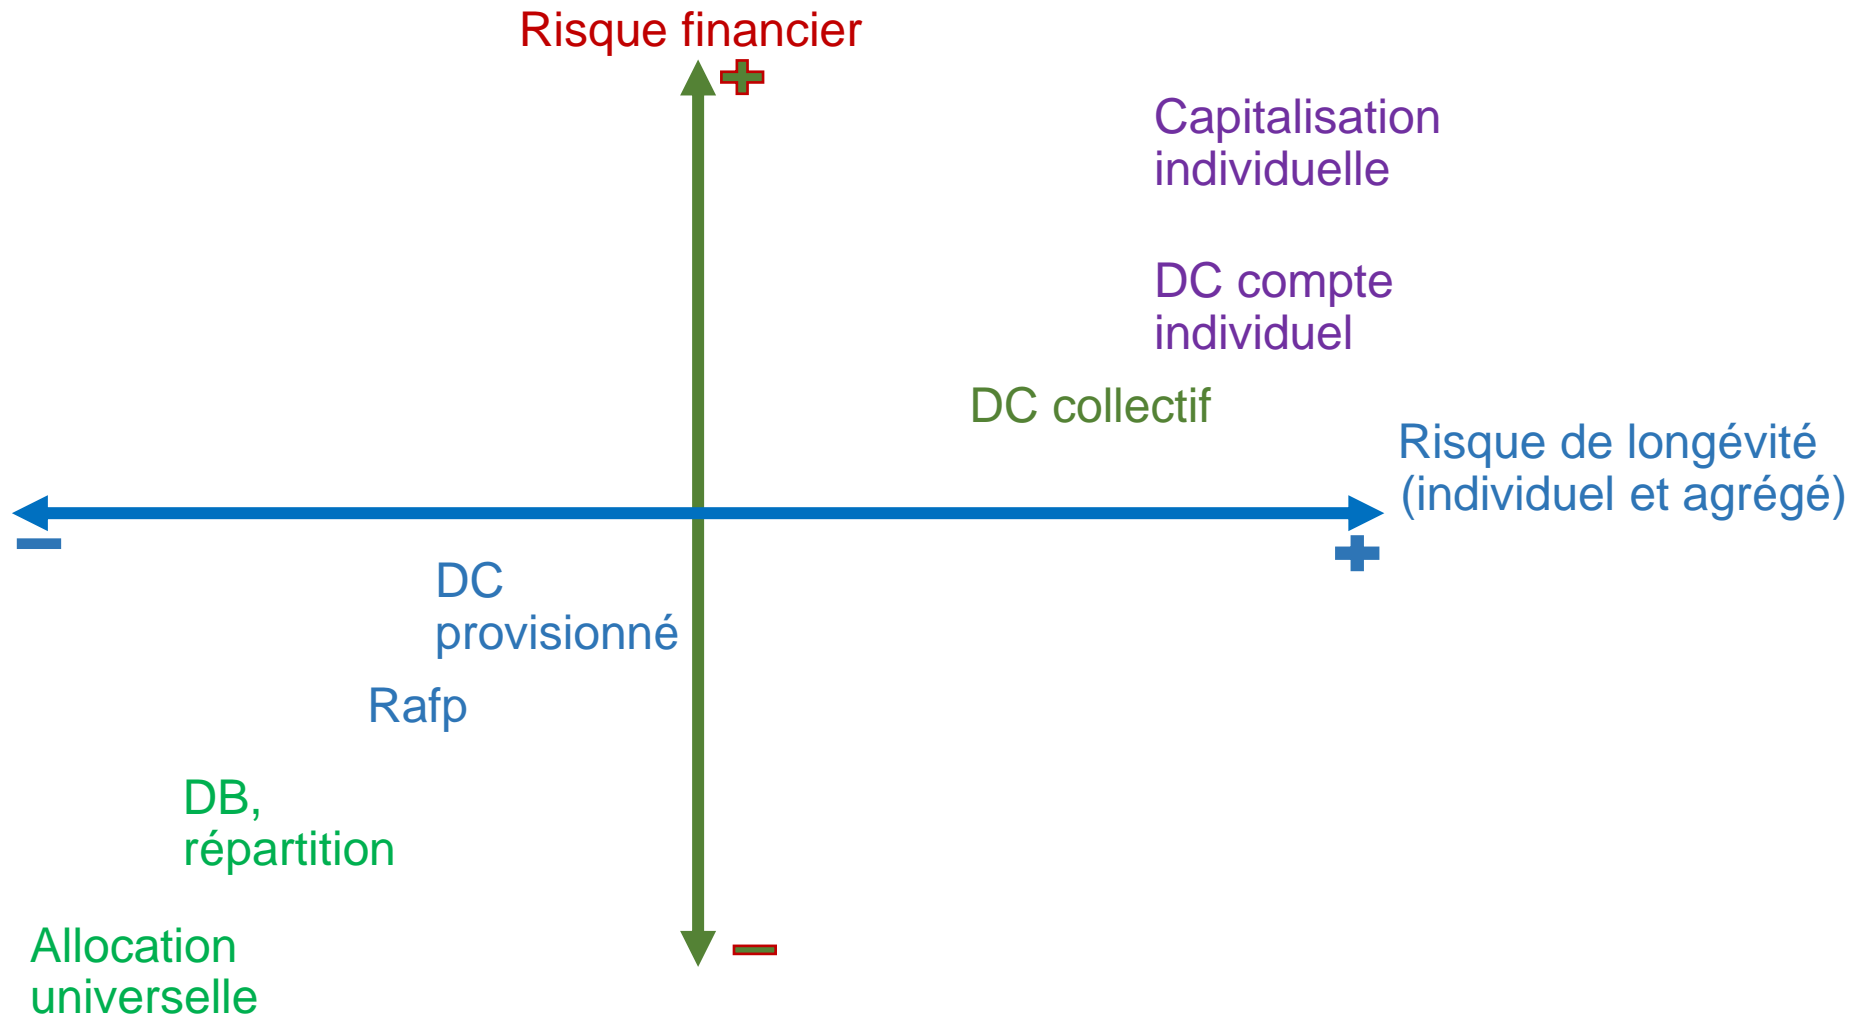 Risque financier
Capitalisation
individuelle
DC compte
individuel
DC collectif
Risque de longévité
(individuel et agrégé)
DC
provisionné
Rafp
DB,
répartition
Allocation
universelle